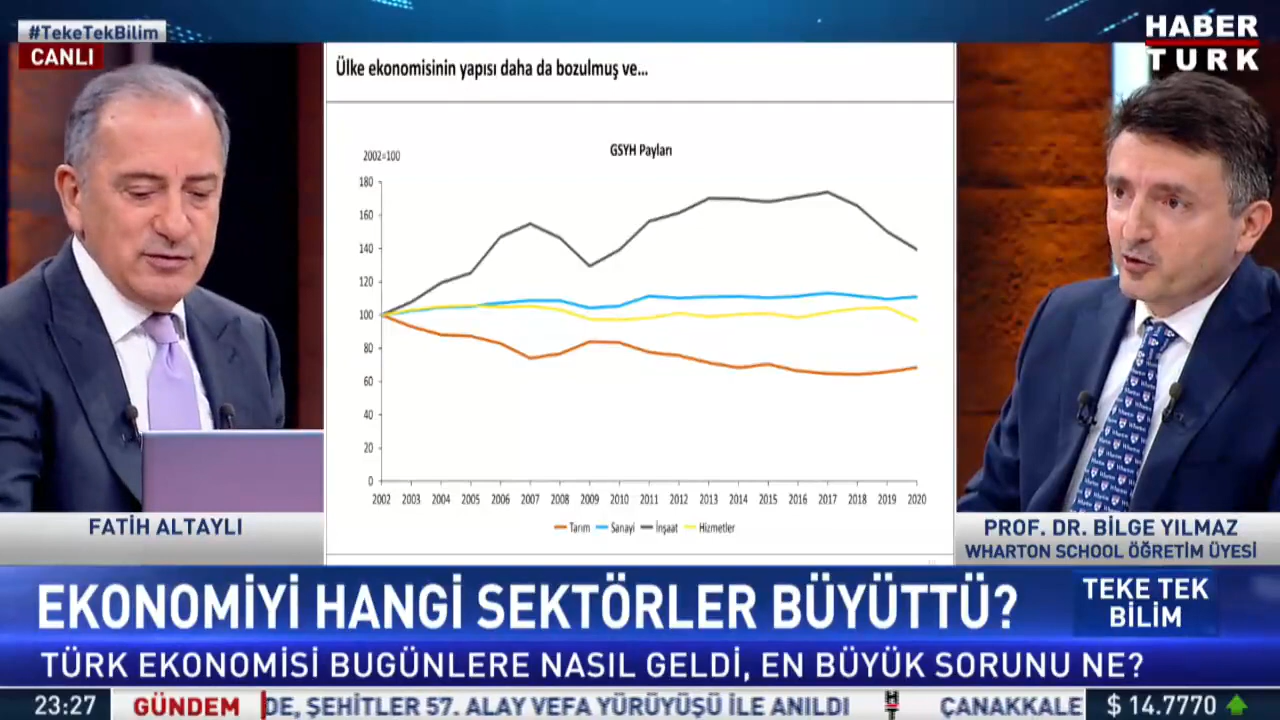 #TekeTekBilim
CANLI
HABER
TURK
Ülke ekonomisinin yapısı daha da bozulmuş ve...
GSYH Payları
2002=100
180
160
140
120
100
80
60
40
20
0
2002 2003 2004 2005 2006 2007 2008 2009 2010 2011 2012 2013 2014 2015 2016 2017 2018 2019 2020
Tarım Sanayi İnşaat Hizmetler
FATİH ALTAYLI
PROF. DR. BİLGE YILMAZ
WHARTON SCHOOL ÖĞRETİM ÜYESİ
EKONOMİYİ HANGİ SEKTÖRLER BÜYÜTTÜ?
TEKE TEK
BİLİM
TÜRK EKONOMİSİ BUGÜNLERE NASIL GELDİ, EN BÜYÜK SORUNU NE?
23:27 GÜNDEM DE, ŞEHİTLER 57. ALAY VEFA YÜRÜYÜŞÜ İLE ANILDI ÇANAKKALE $ 14.7770